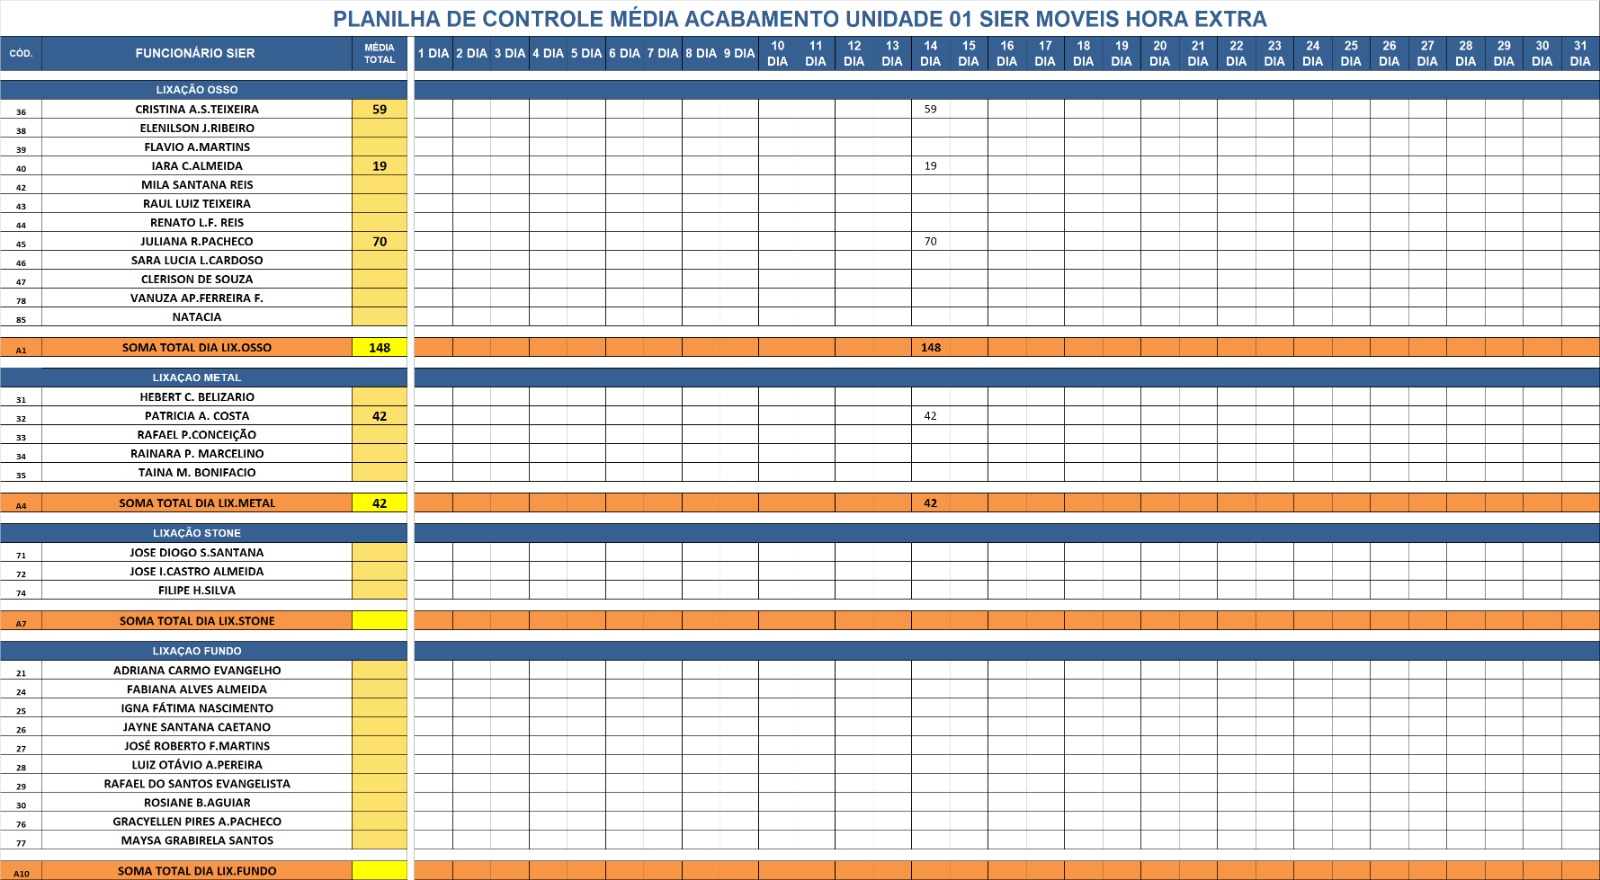 PLANILHA DE CONTROLE MÉDIA ACABAMENTO UNIDADE 01 SIER MOVEIS HORA EXTRA
CÓD. FUNCIONÁRIO SIER MÉDIA TOTAL 1 DIA 2 DIA 3 DIA 4 DIA 5 DIA 6 DIA 7 DIA 8 DIA 9 DIA 10 DIA 11 DIA 12 DIA 13 DIA 14 DIA 15 DIA 16 DIA 17 DIA 18 DIA 19 DIA 20 DIA 21 DIA 22 DIA 23 DIA 24 DIA 25 DIA 26 DIA 27 DIA 28 DIA 29 DIA 30 DIA 31 DIA
LIXAÇÃO OSSO
36 CRISTINA A.S.TEIXEIRA 59 59
38 ELENILSON J.RIBEIRO
39 FLAVIO A.MARTINS
40 IARA C.ALMEIDA 19 19
42 MILA SANTANA REIS
43 RAUL LUIZ TEIXEIRA
44 RENATO L.F. REIS
45 JULIANA R.PACHECO 70 70
46 SARA LUCIA L.CARDOSO
47 CLERISON DE SOUZA
78 VANUZA AP.FERREIRA F.
85 NATACIA
A1 SOMA TOTAL DIA LIX.OSSO 148 148
LIXAÇAO METAL
31 HEBERT C. BELIZARIO
32 PATRICIA A. COSTA 42 42
33 RAFAEL P.CONCEIÇÃO
34 RAINARA P. MARCELINO
35 TAINA M. BONIFACIO
A4 SOMA TOTAL DIA LIX.METAL 42 42
LIXAÇÃO STONE
71 JOSE DIOGO S.SANTANA
72 JOSE I.CASTRO ALMEIDA
74 FILIPE H.SILVA
A7 SOMA TOTAL DIA LIX.STONE
LIXAÇAO FUNDO
21 ADRIANA CARMO EVANGELHO
24 FABIANA ALVES ALMEIDA
25 IGNA FÁTIMA NASCIMENTO
26 JAYNE SANTANA CAETANO
27 JOSÉ ROBERTO F.MARTINS
28 LUIZ OTÁVIO A.PEREIRA
29 RAFAEL DO SANTOS EVANGELISTA
30 ROSIANE B.AGUIAR
76 GRACYELLEN PIRES A.PACHECO
77 MAYSA GRABIRELA SANTOS
A10 SOMA TOTAL DIA LIX.FUNDO